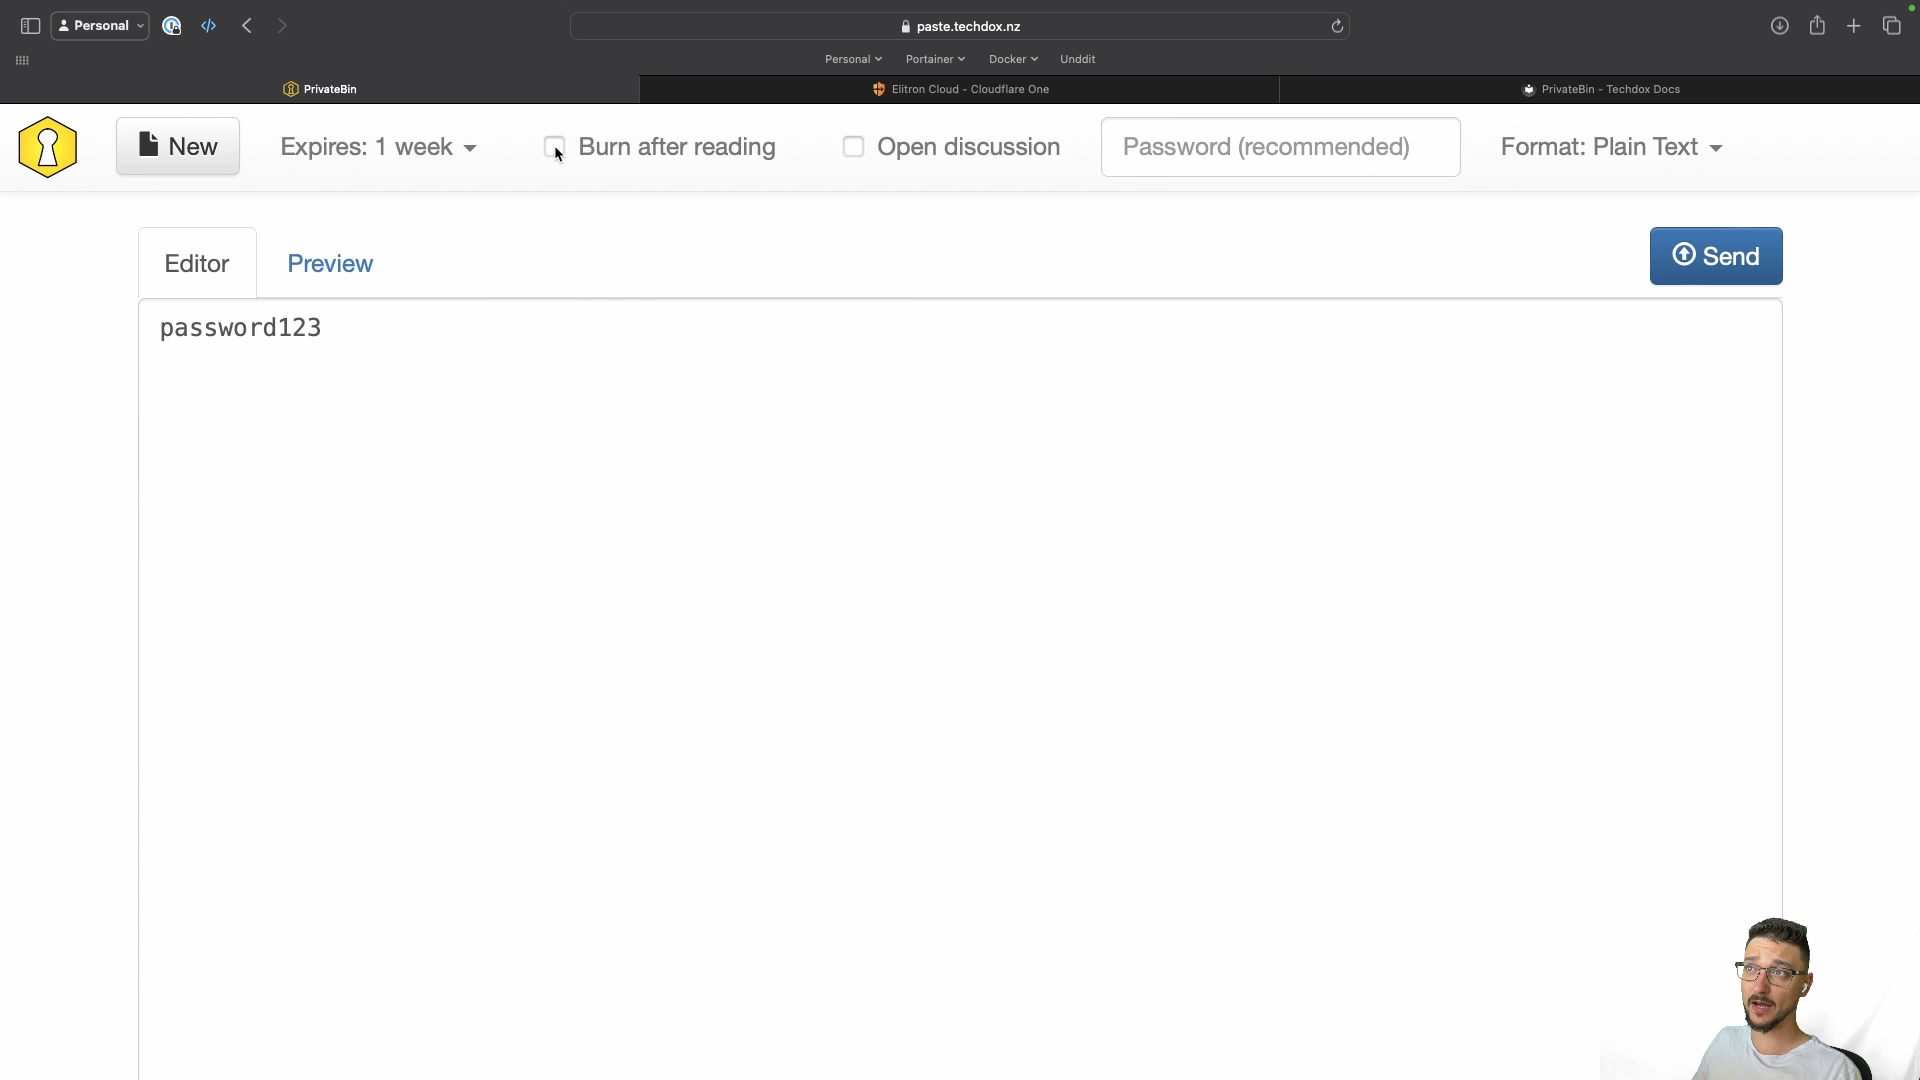 Personal
</>
paste.techdox.nz
Personal Portainer Docker Unddit
PrivateBin
Elitron Cloud - Cloudflare One
PrivateBin - Techdox Docs
New
Expires: 1 week
Burn after reading
Open discussion
Password (recommended)
Format: Plain Text
Editor
Preview
Send
password123